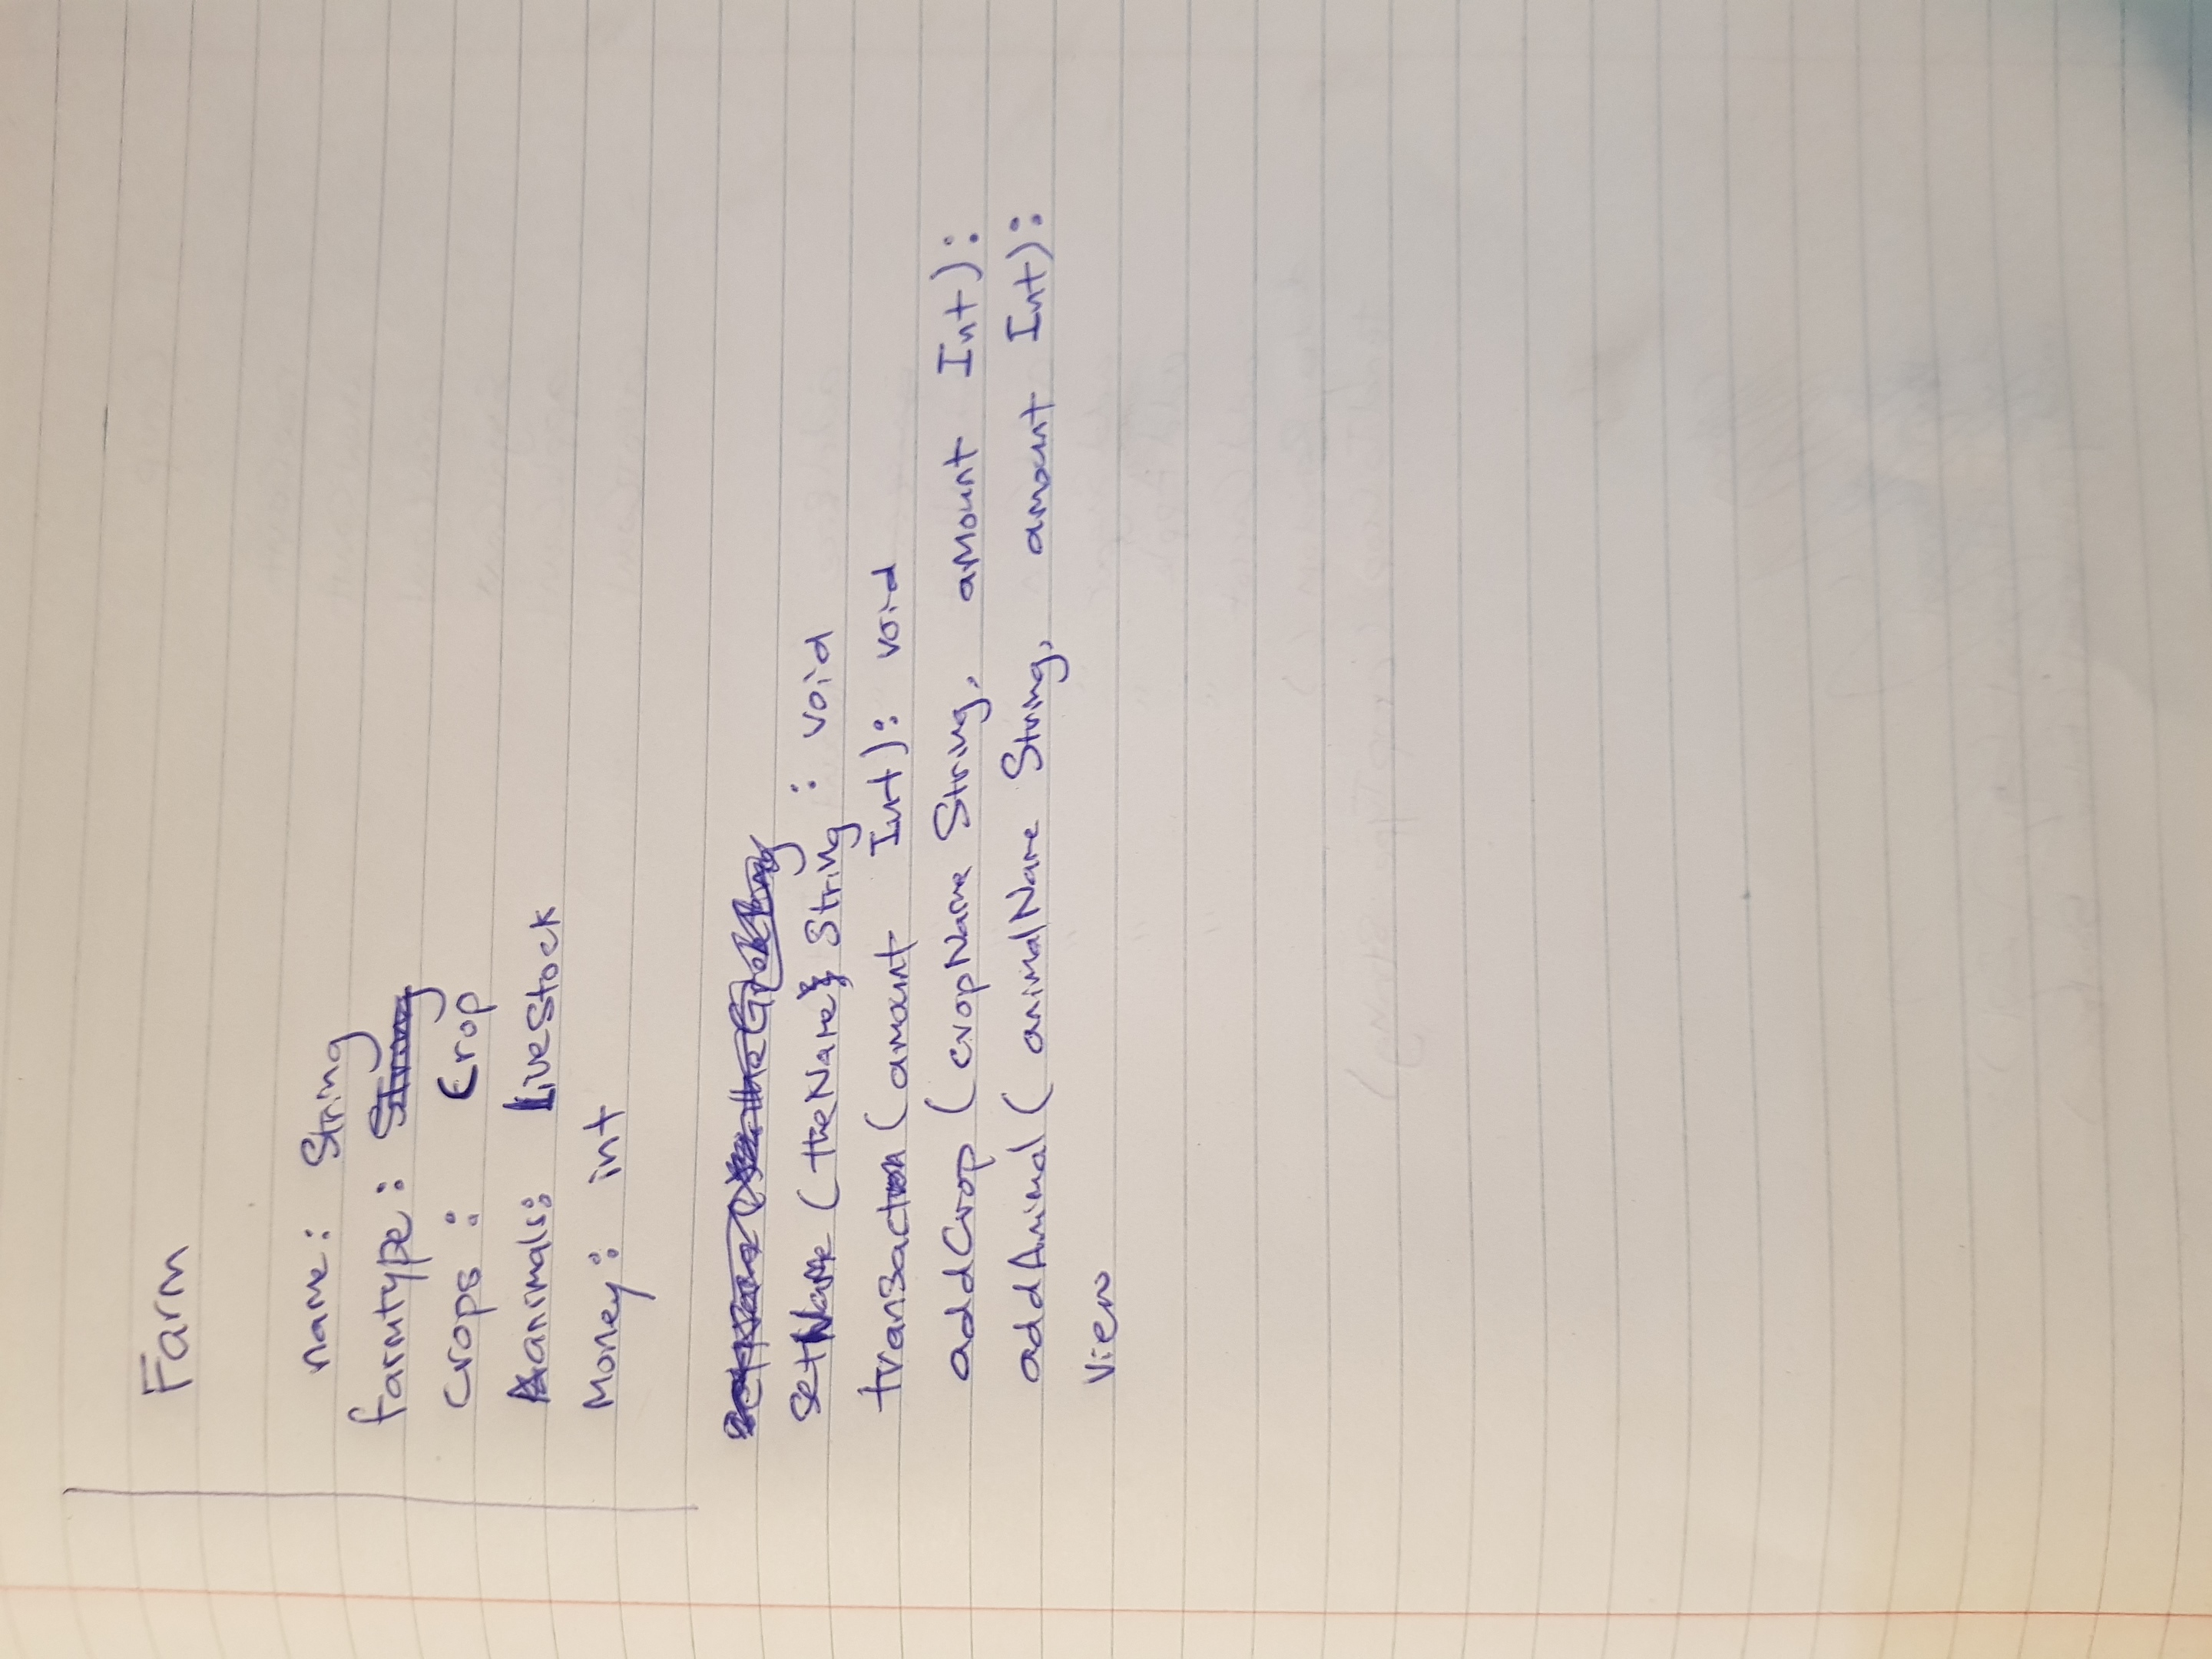 Farm
name: String
farmtype: String
crops: Crop
animals: LiveStock
Money: int
setName (theName} String : void
transaction (amount Int): void
addCrop (cropName String, amount Int):
addAnimal ( animalName String, amount Int):
View